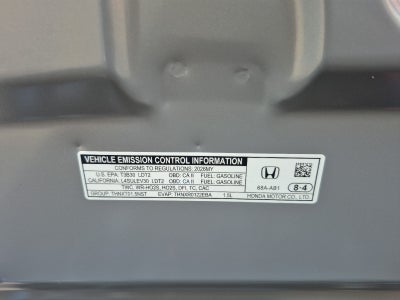 VEHICLE EMISSION CONTROL INFORMATION
CONFORMS TO REGULATIONS: 2026MY
U.S. EPA: T3B30 LDT2 OBD: CA II FUEL: GASOLINE
CALIFORNIA: L4SULEV30 LDT2 OBD: CA II FUEL: GASOLINE
TWC, WR-HO2S, HO2S, DFI, TC, CAC
GROUP: THNXT01.5NST EVAP: THNXR0122EBA 1.5L
68A-AB1 8-4
HONDA MOTOR CO., LTD.